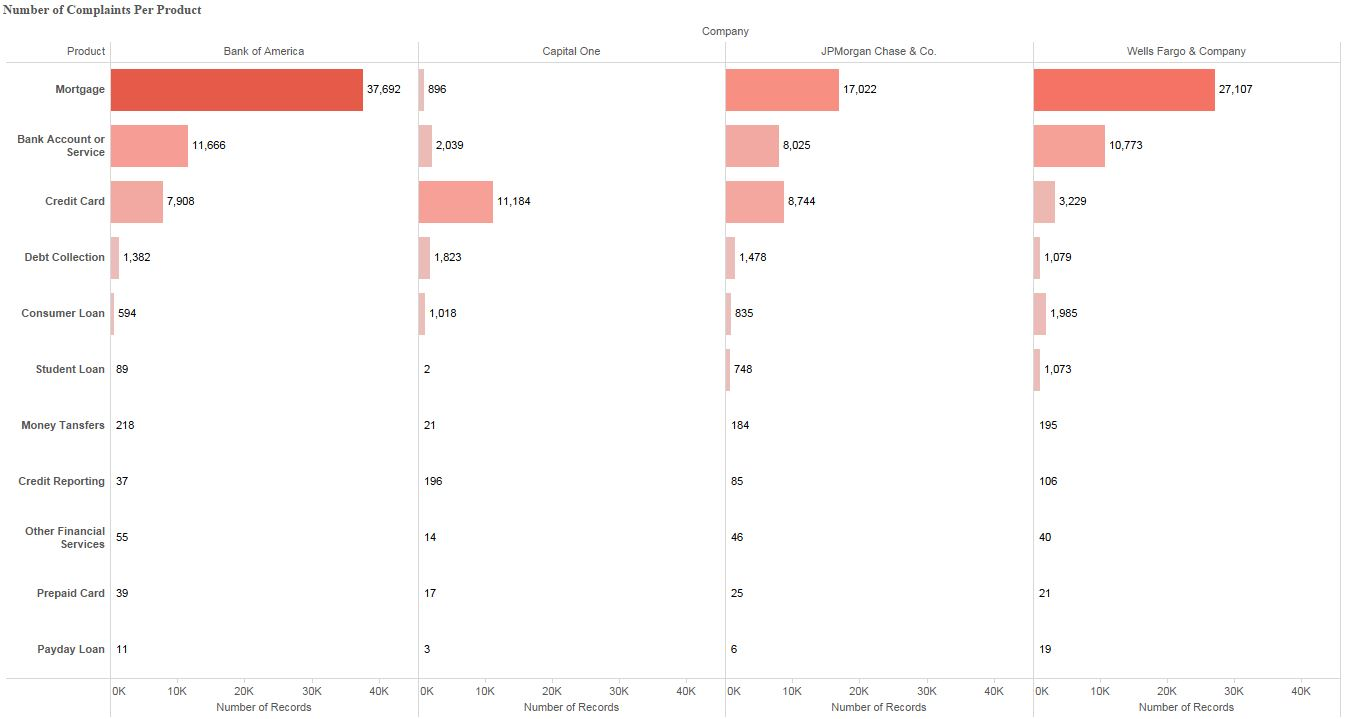 Number of Complaints Per Product
Company
Product Bank of America Capital One JPMorgan Chase & Co. Wells Fargo & Company
Mortgage 37,692 896 17,022 27,107
Bank Account or
Service 11,666 2,039 8,025 10,773
Credit Card 7,908 11,184 8,744 3,229
Debt Collection 1,382 1,823 1,478 1,079
Consumer Loan 594 1,018 835 1,985
Student Loan 89 2 748 1,073
Money Tansfers 218 21 184 195
Credit Reporting 37 196 85 106
Other Financial
Services 55 14 46 40
Prepaid Card 39 17 25 21
Payday Loan 11 3 6 19
0K 10K 20K 30K 40K 0K 10K 20K 30K 40K 0K 10K 20K 30K 40K 0K 10K 20K 30K 40K
Number of Records Number of Records Number of Records Number of Records